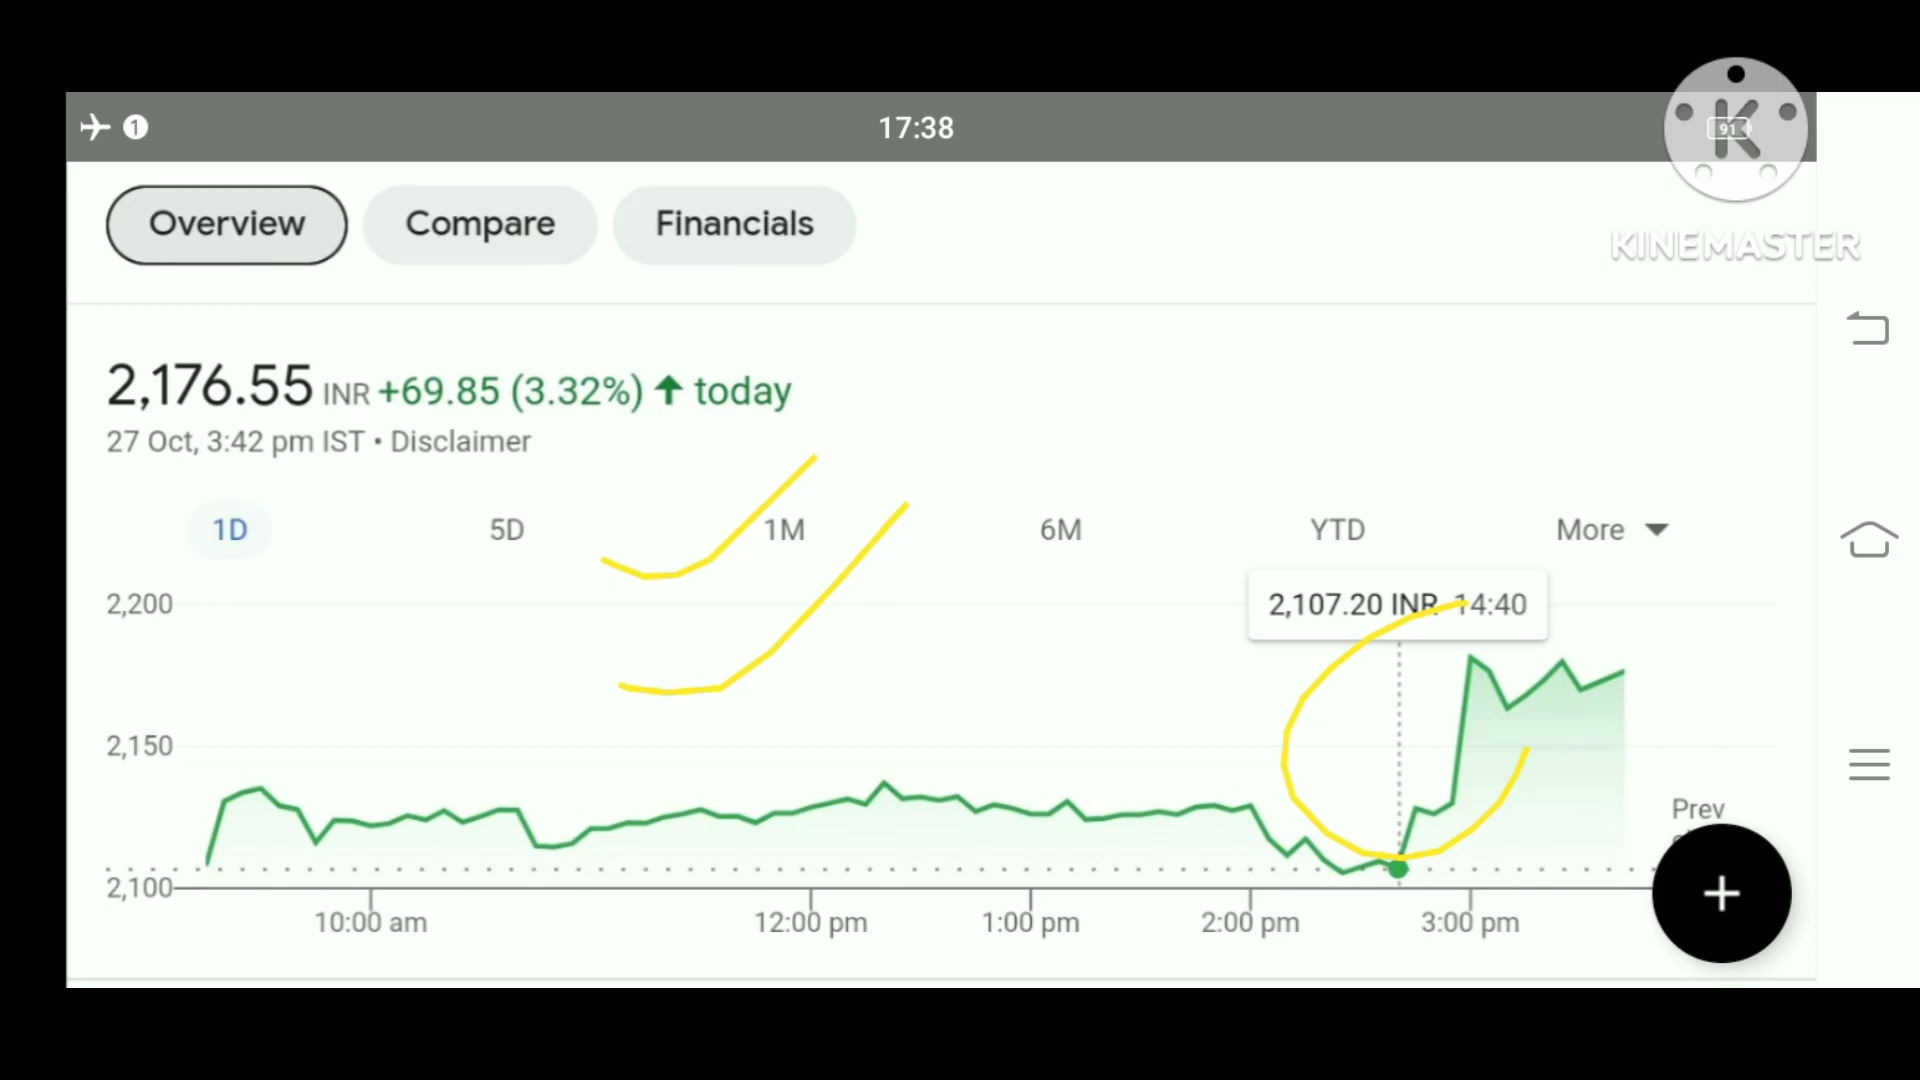 1 17:38 91
K
KINEMASTER
Overview Compare Financials
2,176.55 INR +69.85 (3.32%) ↑ today
27 Oct, 3:42 pm IST • Disclaimer
1D 5D 1M 6M YTD More
2,107.20 INR 14:40
2,200
2,150
Prev
2,100
10:00 am 12:00 pm 1:00 pm 2:00 pm 3:00 pm